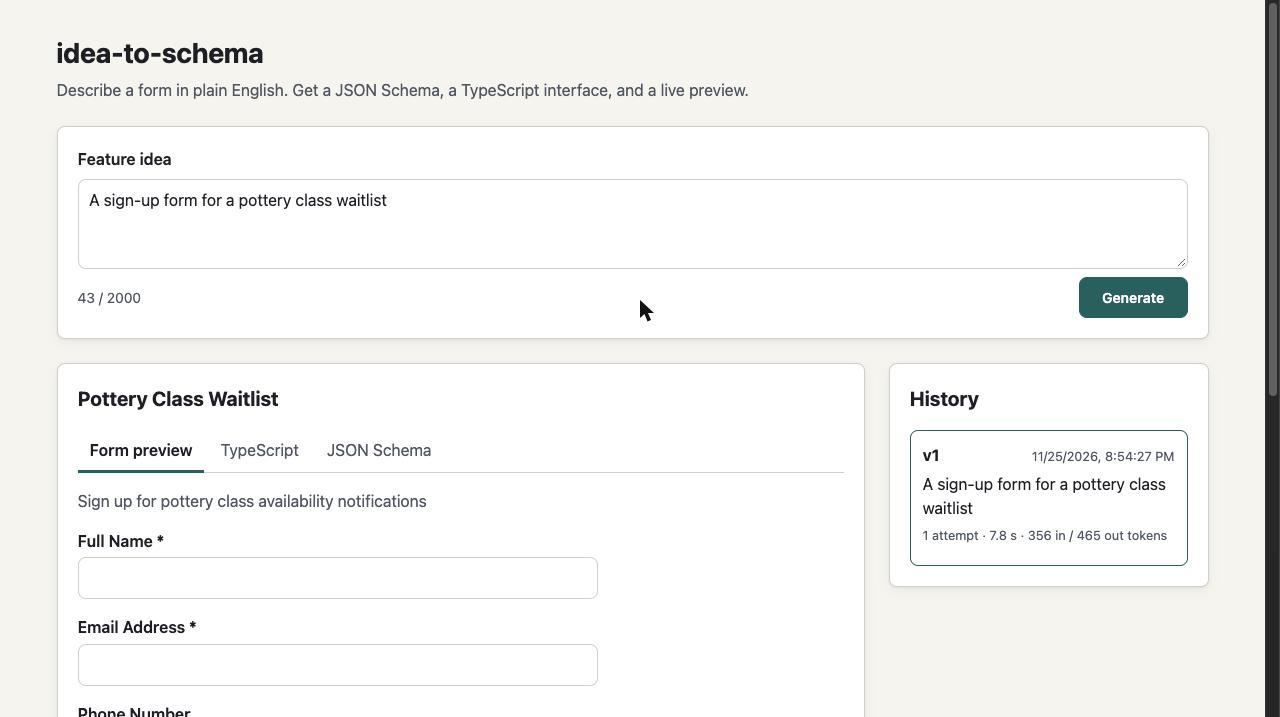 idea-to-schema
Describe a form in plain English. Get a JSON Schema, a TypeScript interface, and a live preview.
Feature idea
A sign-up form for a pottery class waitlist
43 / 2000
Generate
Pottery Class Waitlist
Form preview
TypeScript
JSON Schema
Sign up for pottery class availability notifications
Full Name *
Email Address *
Phone Number
History
v1
11/25/2026, 8:54:27 PM
A sign-up form for a pottery class
waitlist
1 attempt · 7.8 s · 356 in / 465 out tokens